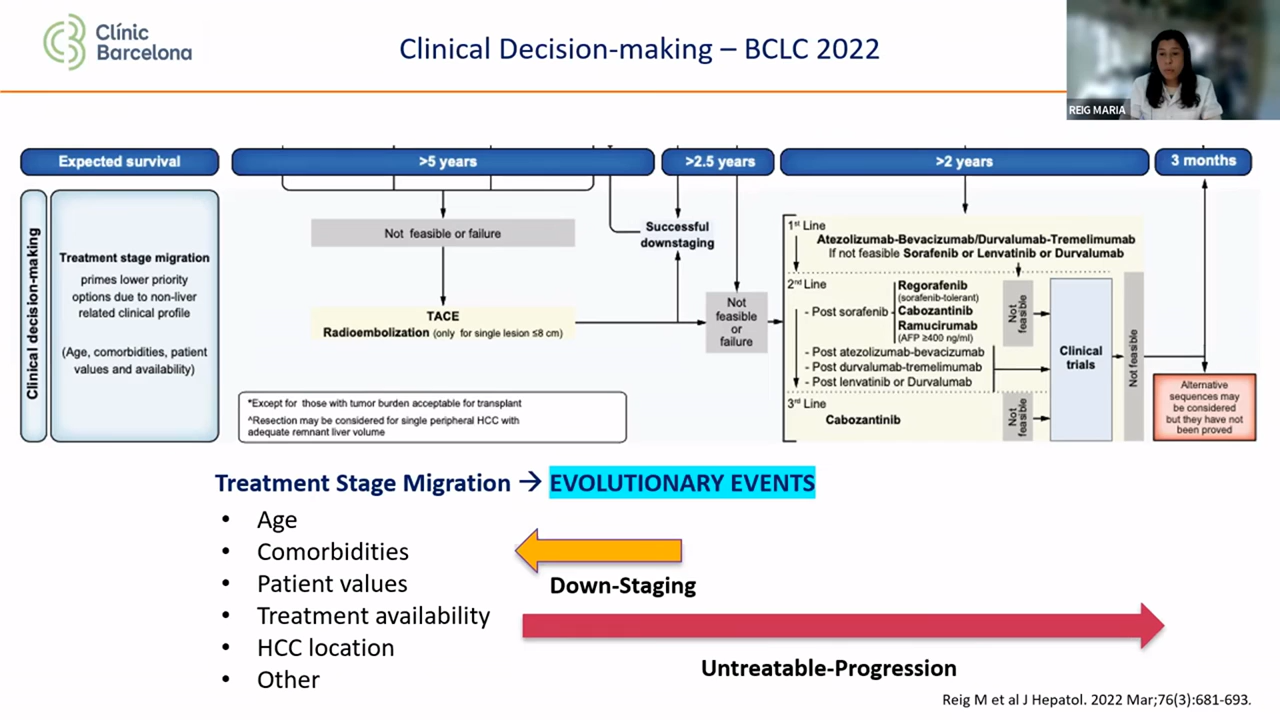 Clínic
Barcelona
Clinical Decision-making – BCLC 2022
REIG MARIA
Expected survival
>5 years
>2.5 years
>2 years
3 months
Clinical decision-making
Treatment stage migration
primes lower priority
options due to non-liver
related clinical profile
(Age, comorbidities, patient
values and availability)
Not feasible or failure
TACE
Radioembolization (only for single lesion ≤8 cm)
*Except for those with tumor burden acceptable for transplant
^Resection may be considered for single peripheral HCC with
adequate remnant liver volume
Successful
downstaging
Not
feasible
or
failure
1st Line
Atezolizumab-Bevacizumab/Durvalumab-Tremelimumab
If not feasible Sorafenib or Lenvatinib or Durvalumab
2nd Line
- Post sorafenib
Regorafenib
(sorafenib-tolerant)
Cabozantinib
Ramucirumab
(AFP ≥400 ng/ml)
- Post atezolizumab-bevacizumab
- Post durvalumab-tremelimumab
- Post lenvatinib or Durvalumab
3rd Line
Cabozantinib
Not
feasible
Not
feasible
Clinical
trials
Not feasible
Alternative
sequences may
be considered
but they have not
been proved
Treatment Stage Migration → EVOLUTIONARY EVENTS
• Age
• Comorbidities
• Patient values
• Treatment availability
• HCC location
• Other
Down-Staging
Untreatable-Progression
Reig M et al J Hepatol. 2022 Mar;76(3):681-693.